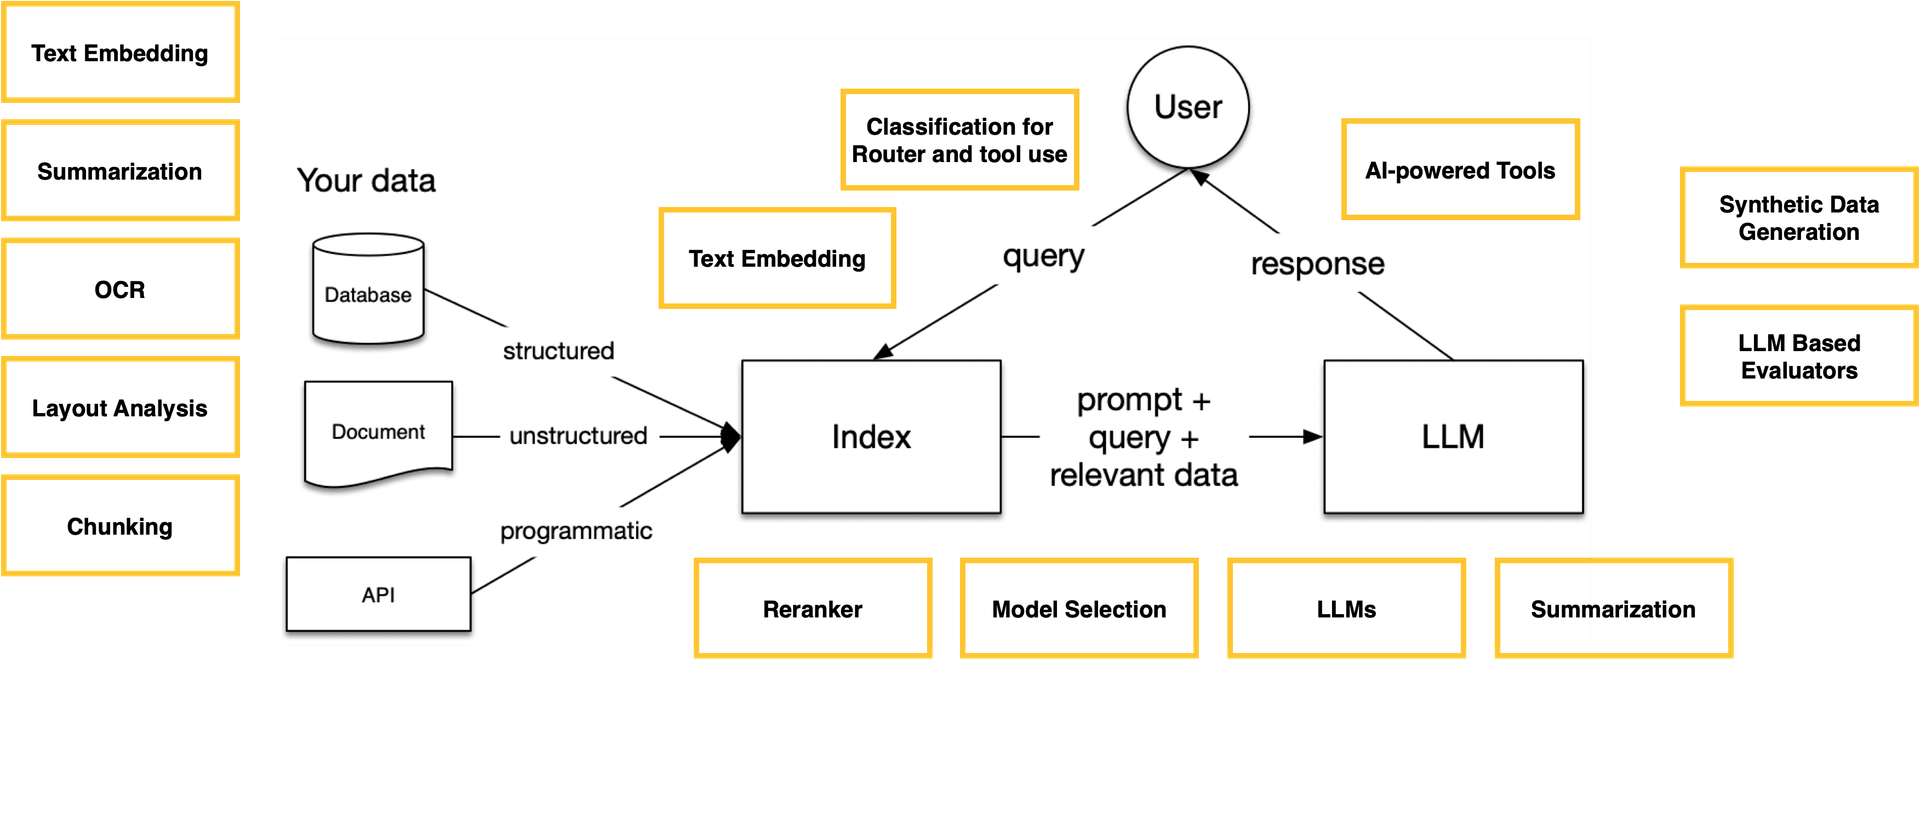 Text Embedding
Summarization
OCR
Layout Analysis
Chunking
Your data
Database
Document
API
structured
unstructured
programmatic
Text Embedding
Classification for
Router and tool use
User
query
response
AI-powered Tools
Index
prompt +
query +
relevant data
LLM
Reranker
Model Selection
LLMs
Summarization
Synthetic Data
Generation
LLM Based
Evaluators